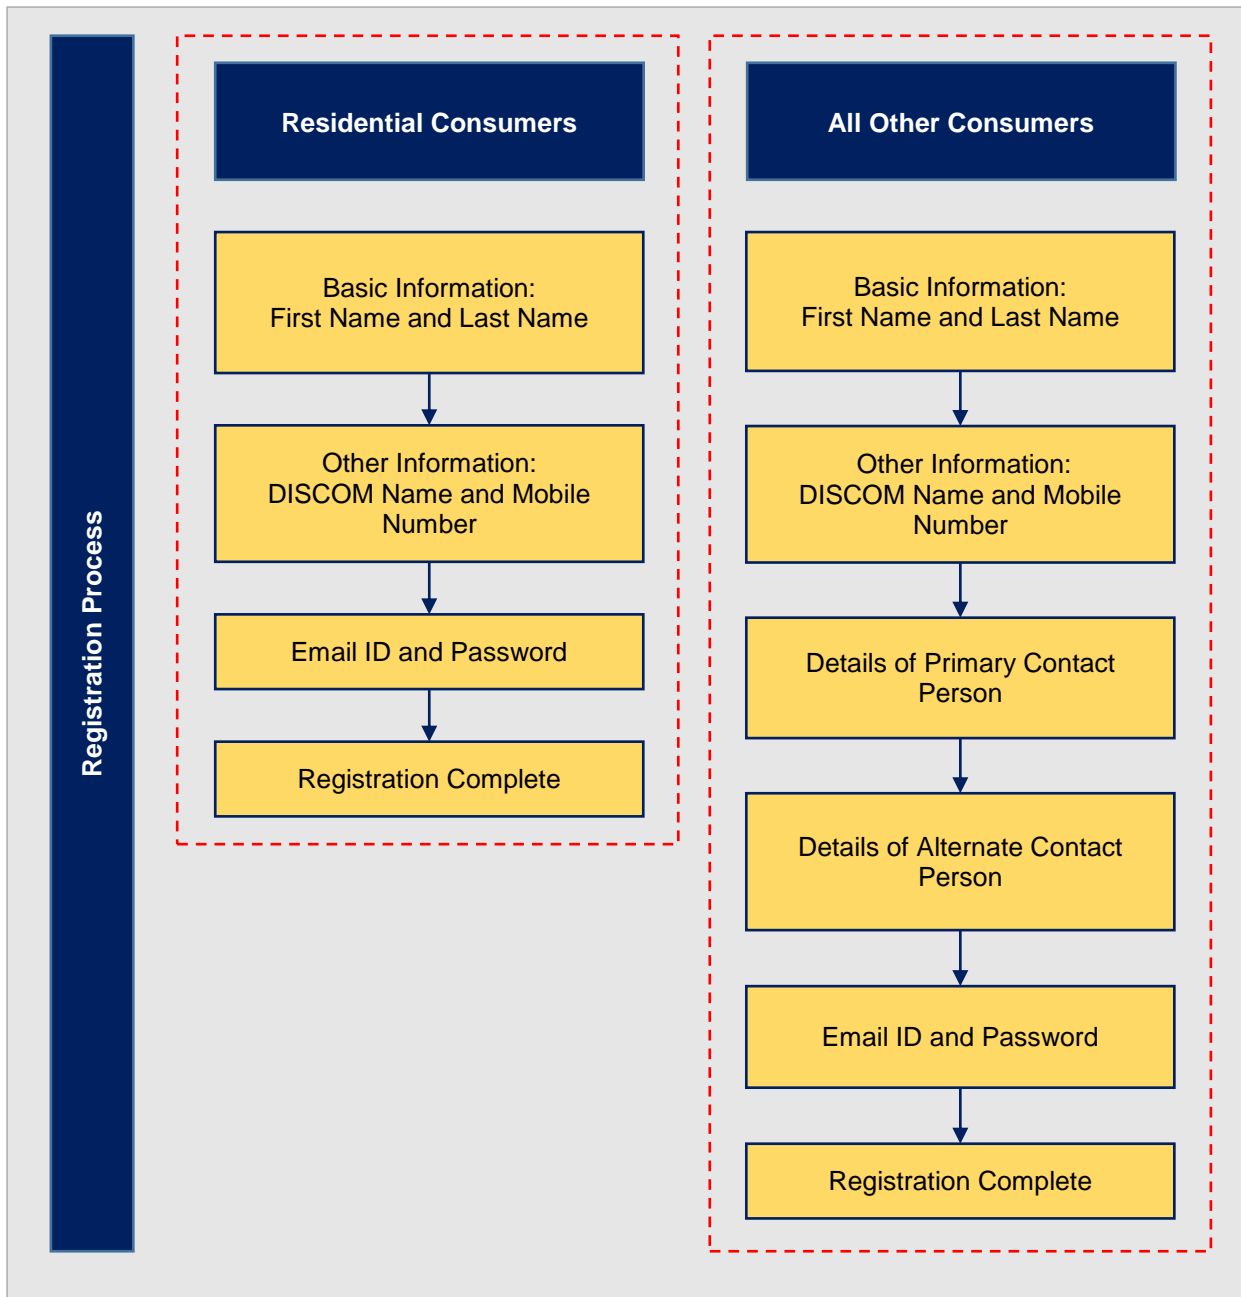 Registration Process
Residential Consumers
Basic Information:
First Name and Last Name
Other Information:
DISCOM Name and Mobile
Number
Email ID and Password
Registration Complete
All Other Consumers
Basic Information:
First Name and Last Name
Other Information:
DISCOM Name and Mobile
Number
Details of Primary Contact
Person
Details of Alternate Contact
Person
Email ID and Password
Registration Complete